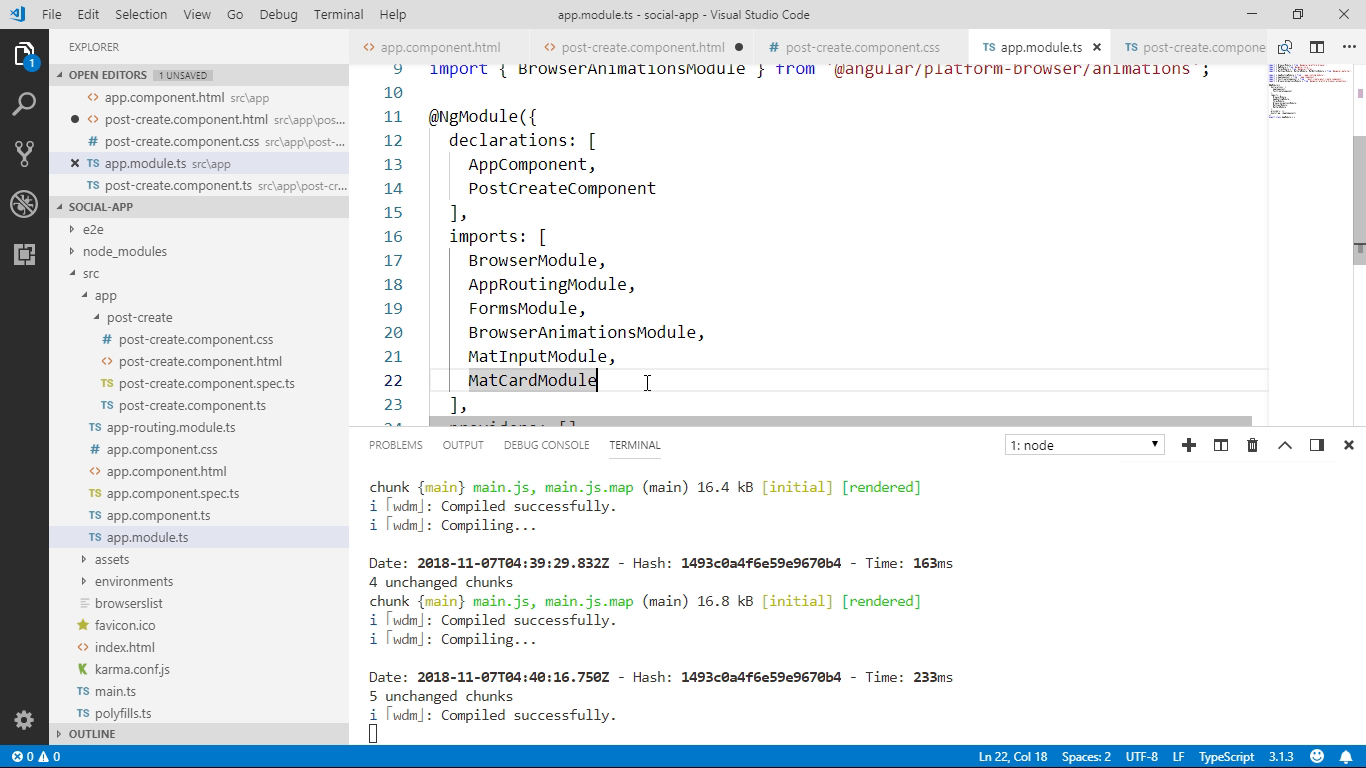 File Edit Selection View Go Debug Terminal Help
app.module.ts - social-app - Visual Studio Code
EXPLORER
1
OPEN EDITORS 1 UNSAVED
<> app.component.html src\app
<> post-create.component.html src\app\pos...
# post-create.component.css src\app\post-...
TS app.module.ts src\app
TS post-create.component.ts src\app\post-cr...
SOCIAL-APP
e2e
node_modules
src
app
post-create
# post-create.component.css
<> post-create.component.html
TS post-create.component.spec.ts
TS post-create.component.ts
TS app-routing.module.ts
# app.component.css
<> app.component.html
TS app.component.spec.ts
TS app.component.ts
TS app.module.ts
assets
environments
browserslist
favicon.ico
<> index.html
karma.conf.js
TS main.ts
TS polyfills.ts
OUTLINE
<> app.component.html <> post-create.component.html # post-create.component.css TS app.module.ts TS post-create.compone
9 import { BrowserAnimationsModule } from '@angular/platform-browser/animations';
10
11 @NgModule({
12 declarations: [
13 AppComponent,
14 PostCreateComponent
15 ],
16 imports: [
17 BrowserModule,
18 AppRoutingModule,
19 FormsModule,
20 BrowserAnimationsModule,
21 MatInputModule,
22 MatCardModule
23 ],
24 providers: []
PROBLEMS OUTPUT DEBUG CONSOLE TERMINAL 1: node
chunk {main} main.js, main.js.map (main) 16.4 kB [initial] [rendered]
i ｢wdm｣: Compiled successfully.
i ｢wdm｣: Compiling...
Date: 2018-11-07T04:39:29.832Z - Hash: 1493c0a4f6e59e9670b4 - Time: 163ms
4 unchanged chunks
chunk {main} main.js, main.js.map (main) 16.8 kB [initial] [rendered]
i ｢wdm｣: Compiled successfully.
i ｢wdm｣: Compiling...
Date: 2018-11-07T04:40:16.750Z - Hash: 1493c0a4f6e59e9670b4 - Time: 233ms
5 unchanged chunks
i ｢wdm｣: Compiled successfully.
0 0 Ln 22, Col 18 Spaces: 2 UTF-8 LF TypeScript 3.1.3